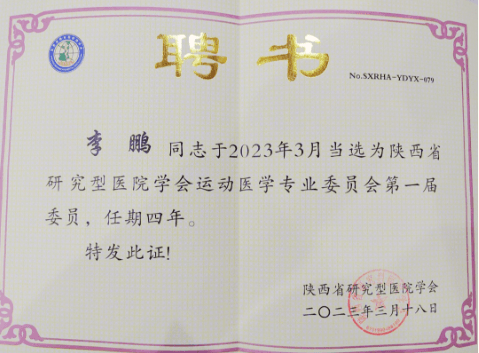 聘书
No.SXRHA-YDYX-079
李鹏 同志于2023年3月当选为陕西省
研究型医院学会运动医学专业委员会第一届
委员，任期四年。
特发此证!
陕西省研究型医院学会
二〇二三年三月十八日